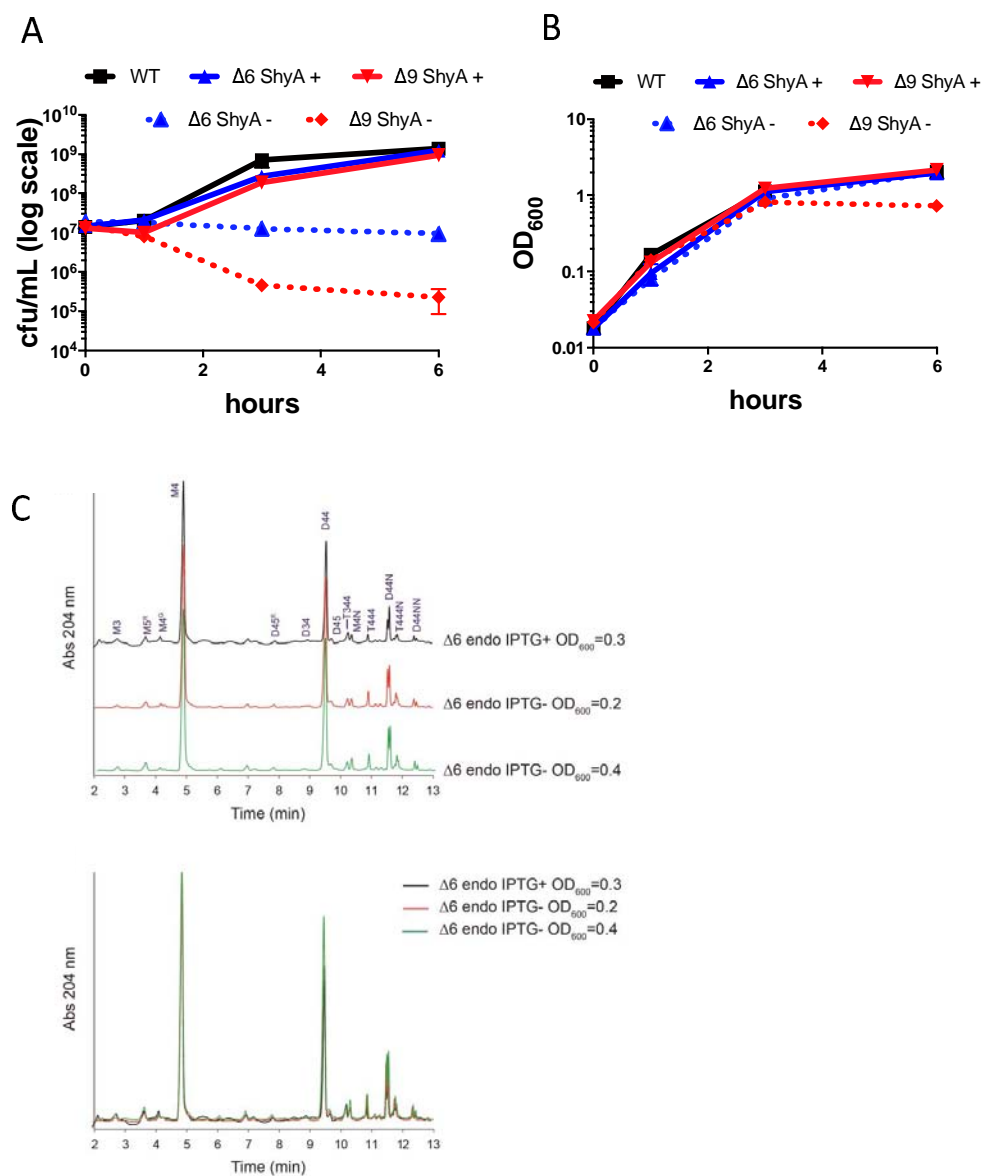 A
WT Δ6 ShyA + Δ9 ShyA +
Δ6 ShyA - Δ9 ShyA -
cfu/mL (log scale)
10^10
10^9
10^8
10^7
10^6
10^5
10^4
0 2 4 6
hours
B
WT Δ6 ShyA + Δ9 ShyA +
Δ6 ShyA - Δ9 ShyA -
OD600
10
1
0.1
0.01
0 2 4 6
hours
C
Abs 204 nm
M3 M5R M4G M4 D45R D34 D44 D45 T344 M4N T444 D44N T444N D44NN
Δ6 endo IPTG+ OD600=0.3
Δ6 endo IPTG- OD600=0.2
Δ6 endo IPTG- OD600=0.4
2 3 4 5 6 7 8 9 10 11 12 13
Time (min)
Abs 204 nm
Δ6 endo IPTG+ OD600=0.3
Δ6 endo IPTG- OD600=0.2
Δ6 endo IPTG- OD600=0.4
2 3 4 5 6 7 8 9 10 11 12 13
Time (min)